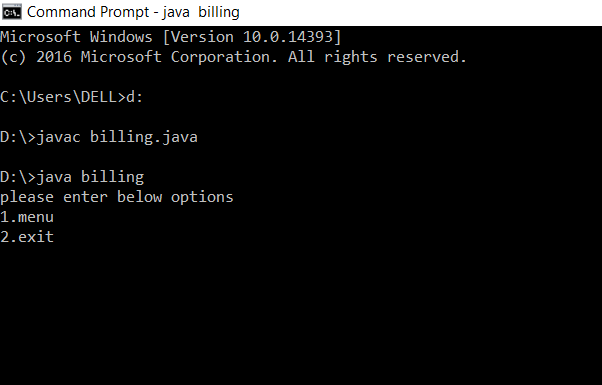 Command Prompt - java  billing
Microsoft Windows [Version 10.0.14393]
(c) 2016 Microsoft Corporation. All rights reserved.
C:\Users\DELL>d:
D:\>javac billing.java
D:\>java billing
please enter below options
1.menu
2.exit